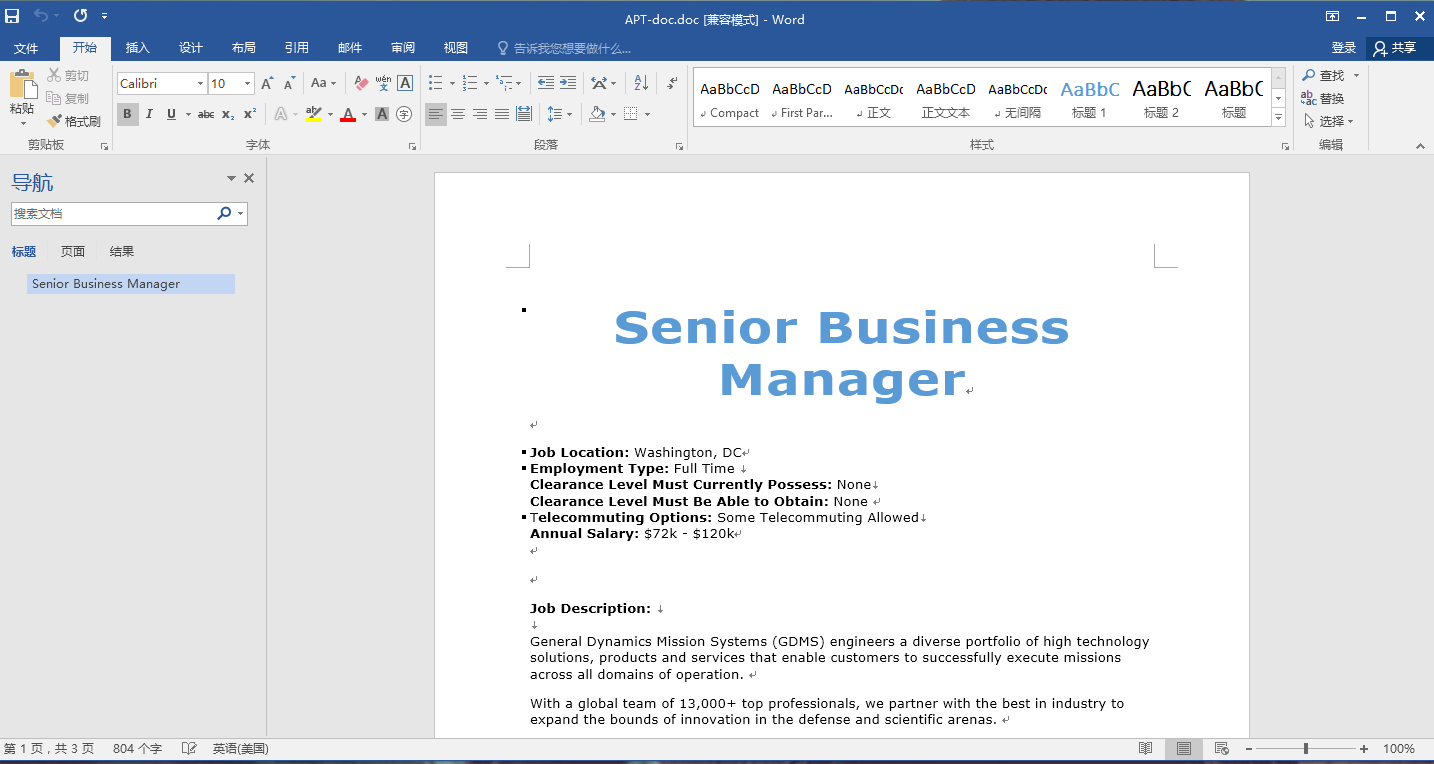 APT-doc.doc [兼容模式] - Word
文件 开始 插入 设计 布局 引用 邮件 审阅 视图 告诉我您想要做什么... 登录 共享
粘贴 剪切
复制
格式刷
剪贴板
Calibri 10 Aa wén 文 A
B I U abc x₂ x² A aby A A 字
字体
段落
AaBbCcD AaBbCcD AaBbCcDc AaBbCcD AaBbCcDc AaBbC AaBbC AaBbC
Compact First Par... 正文 正文文本 无间隔 标题 1 标题 2 标题
样式
查找
替换
选择
编辑
导航
搜索文档
标题 页面 结果
Senior Business Manager
Senior Business
Manager
Job Location: Washington, DC
Employment Type: Full Time
Clearance Level Must Currently Possess: None
Clearance Level Must Be Able to Obtain: None
Telecommuting Options: Some Telecommuting Allowed
Annual Salary: $72k - $120k
Job Description:
General Dynamics Mission Systems (GDMS) engineers a diverse portfolio of high technology
solutions, products and services that enable customers to successfully execute missions
across all domains of operation.
With a global team of 13,000+ top professionals, we partner with the best in industry to
expand the bounds of innovation in the defense and scientific arenas.
第 1 页，共 3 页 804 个字 英语(美国) 100%